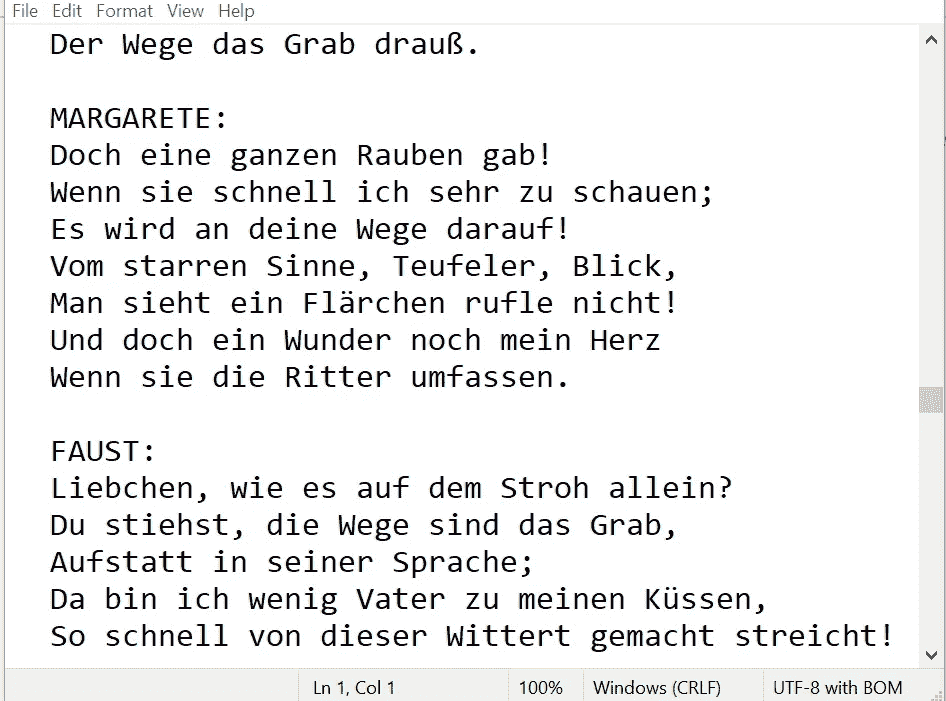 File Edit Format View Help
Der Wege das Grab drauß.
MARGARETE:
Doch eine ganzen Rauben gab!
Wenn sie schnell ich sehr zu schauen;
Es wird an deine Wege darauf!
Vom starren Sinne, Teufeler, Blick,
Man sieht ein Flärchen rufle nicht!
Und doch ein Wunder noch mein Herz
Wenn sie die Ritter umfassen.
FAUST:
Liebchen, wie es auf dem Stroh allein?
Du stiehst, die Wege sind das Grab,
Aufstatt in seiner Sprache;
Da bin ich wenig Vater zu meinen Küssen,
So schnell von dieser Wittert gemacht streicht!
Ln 1, Col 1 100% Windows (CRLF) UTF-8 with BOM